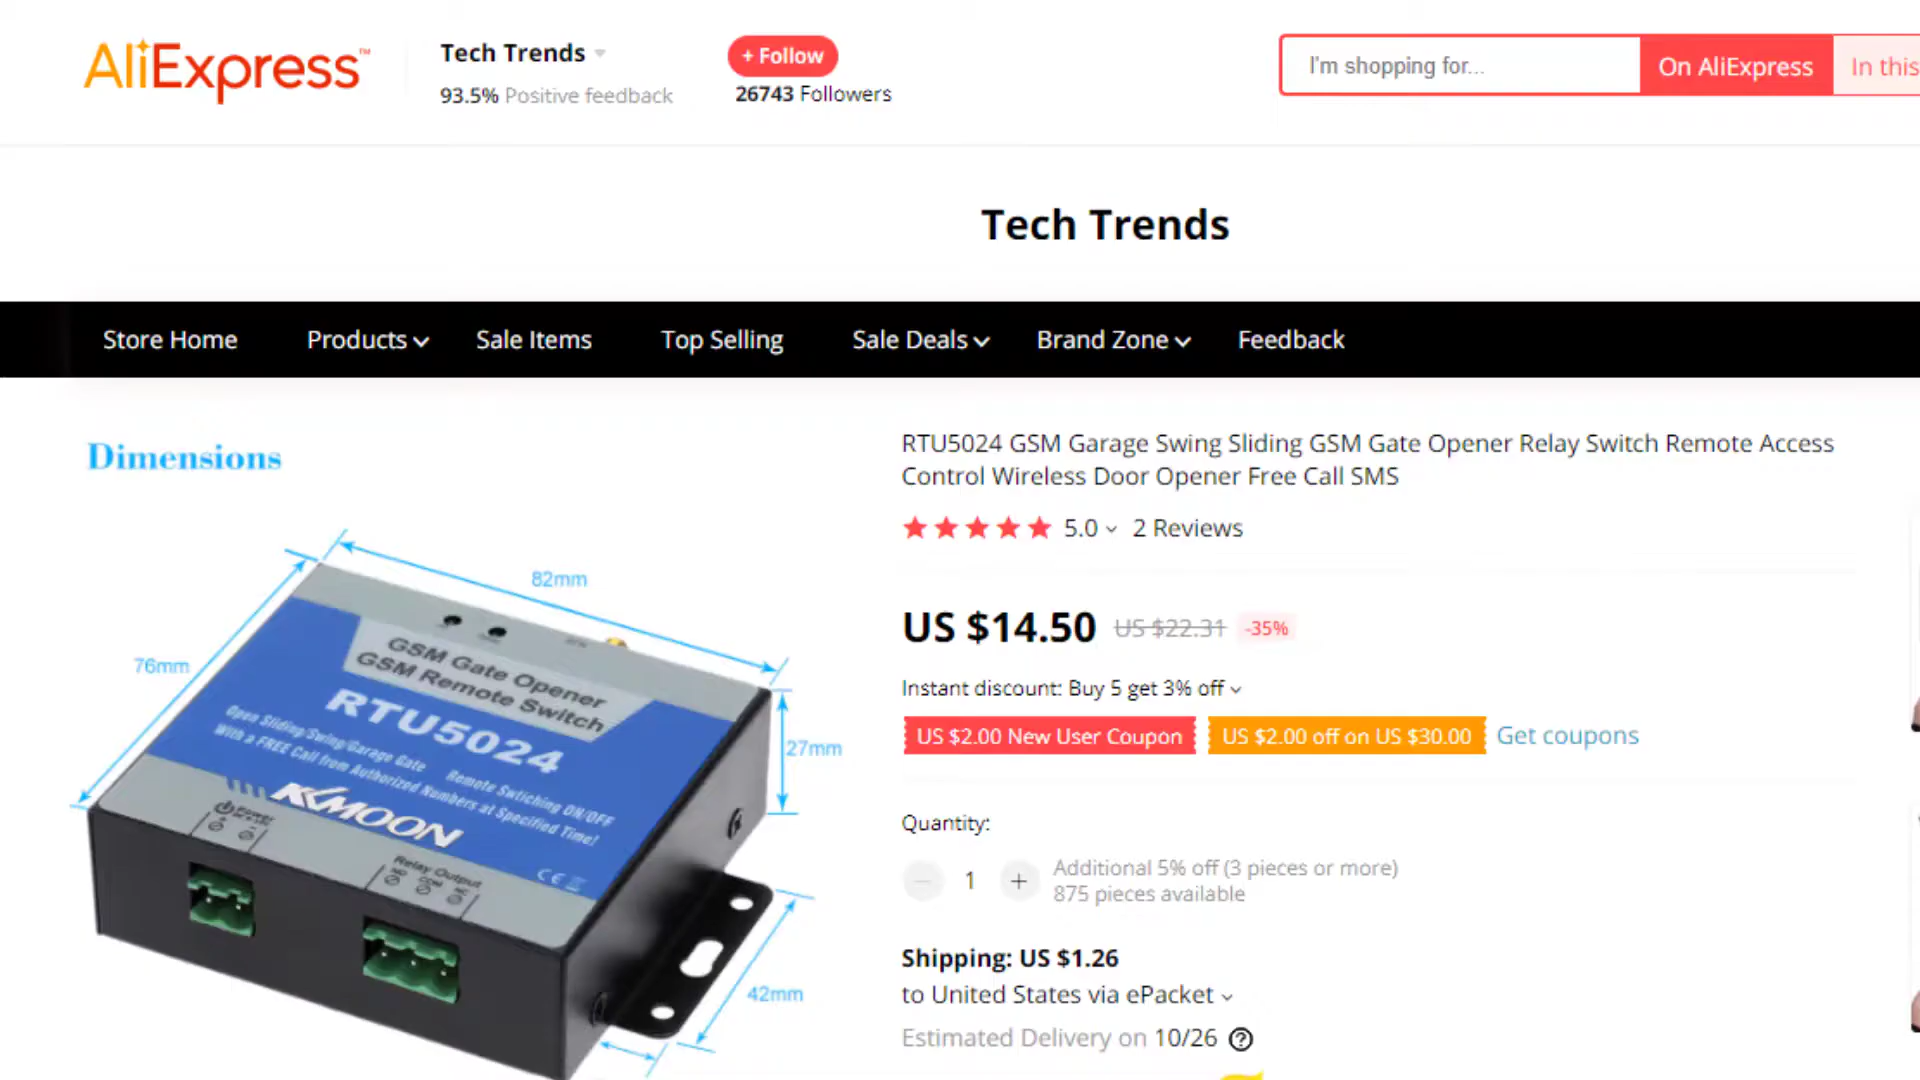 AliExpress™
Tech Trends
93.5% Positive feedback
+ Follow
26743 Followers
I'm shopping for...
On AliExpress
In this
Tech Trends
Store Home
Products
Sale Items
Top Selling
Sale Deals
Brand Zone
Feedback
Dimensions
82mm
76mm
27mm
42mm
GSM Gate Opener
GSM Remote Switch
RTU5024
Open Sliding/Swing/Garage Gate
With a FREE Call from Authorized Numbers at Specified Time!
Remote Swtiching ON/OFF
KKMOON
Power
Relay Output
NO COM NC
CE
RTU5024 GSM Garage Swing Sliding GSM Gate Opener Relay Switch Remote Access
Control Wireless Door Opener Free Call SMS
5.0 2 Reviews
US $14.50 US $22.31 -35%
Instant discount: Buy 5 get 3% off
US $2.00 New User Coupon
US $2.00 off on US $30.00
Get coupons
Quantity:
1
Additional 5% off (3 pieces or more)
875 pieces available
Shipping: US $1.26
to United States via ePacket
Estimated Delivery on 10/26